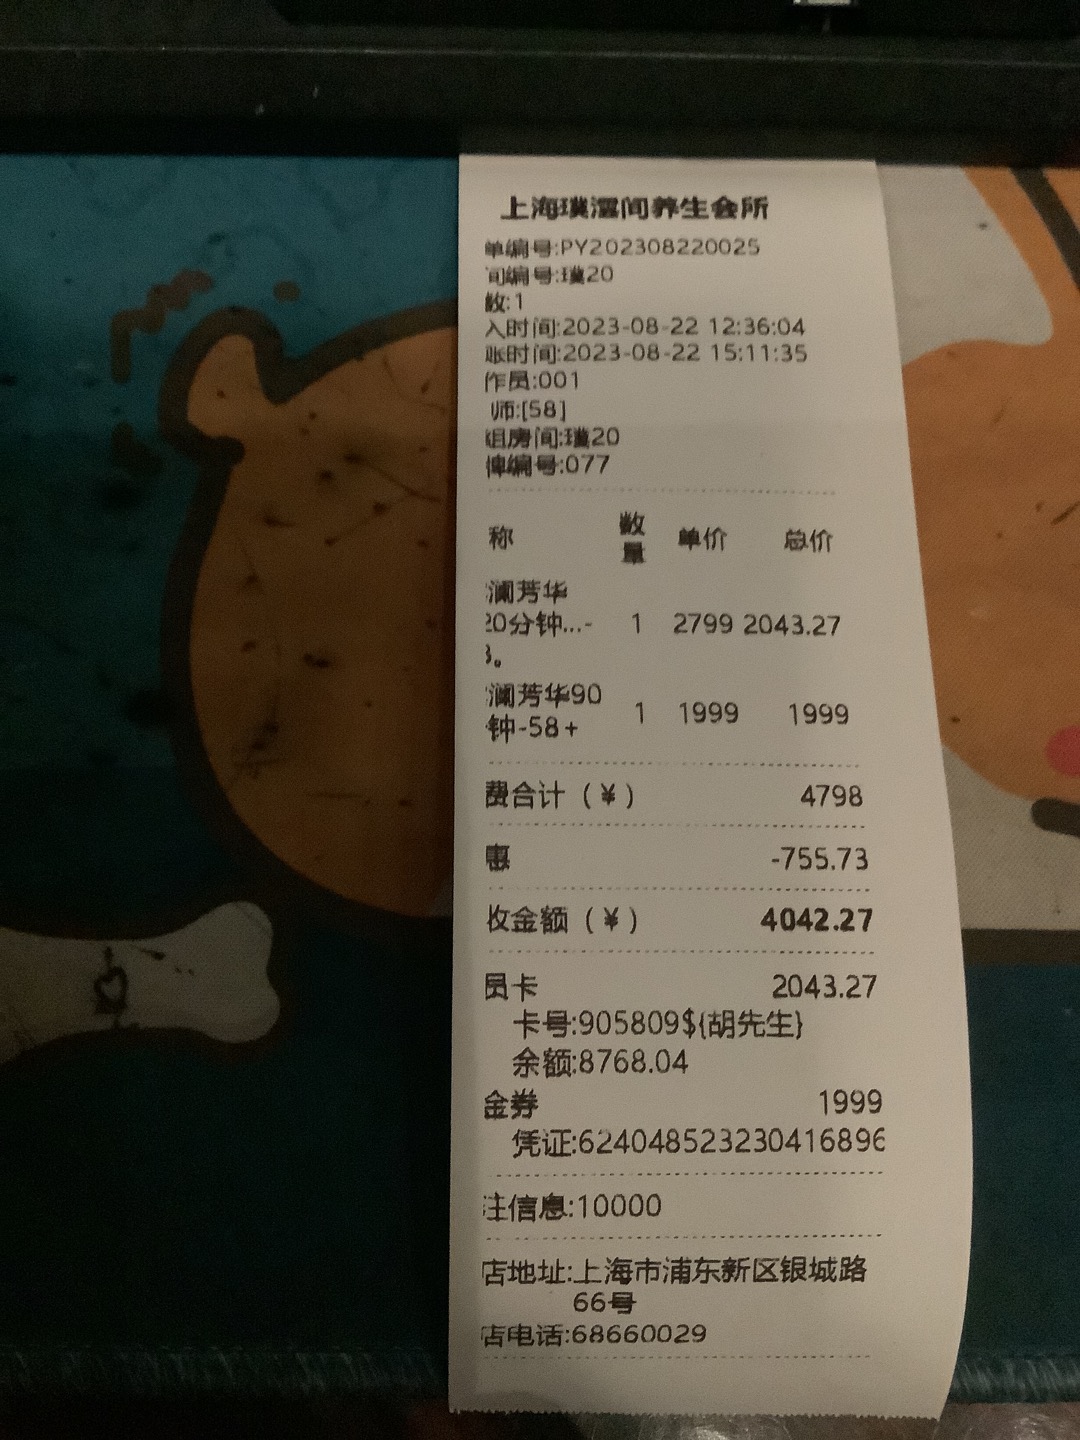 上海璞澐间养生会所
单编号:PY202308220025
间编号:璞20
数:1
入时间:2023-08-22 12:36:04
账时间:2023-08-22 15:11:35
作员:001
师:[58]
组房间:璞20
牌编号:077
称 数量 单价 总价
澜芳华
20分钟...- 1 2799 2043.27
3。
澜芳华90
钟-58+ 1 1999 1999
费合计（¥） 4798
惠 -755.73
收金额（¥） 4042.27
员卡 2043.27
卡号:905809${胡先生}
余额:8768.04
金券 1999
凭证:624048523230416896
注信息:10000
店地址:上海市浦东新区银城路
66号
店电话:68660029